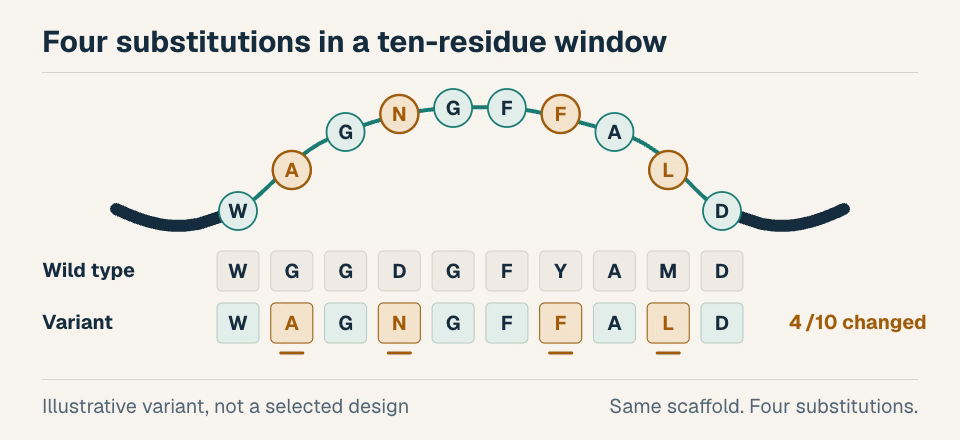 Four substitutions in a ten-residue window
W A G N G F F A L D
Wild type W G G D G F Y A M D
Variant W A G N G F F A L D 4/10 changed
Illustrative variant, not a selected design
Same scaffold. Four substitutions.